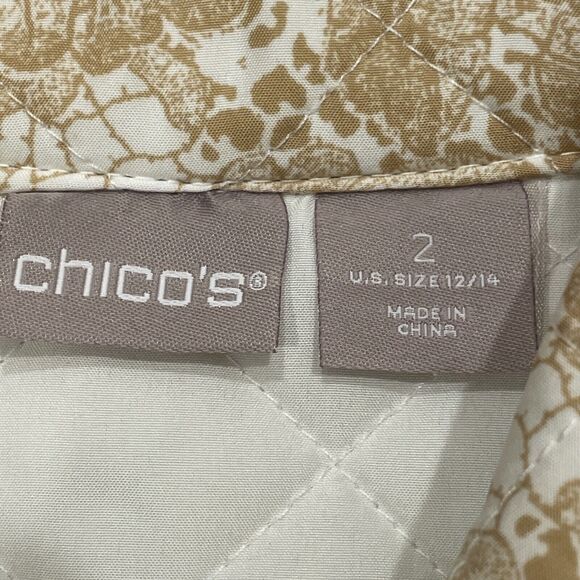 chico's®
2
U.S. SIZE 12/14
MADE IN
CHINA